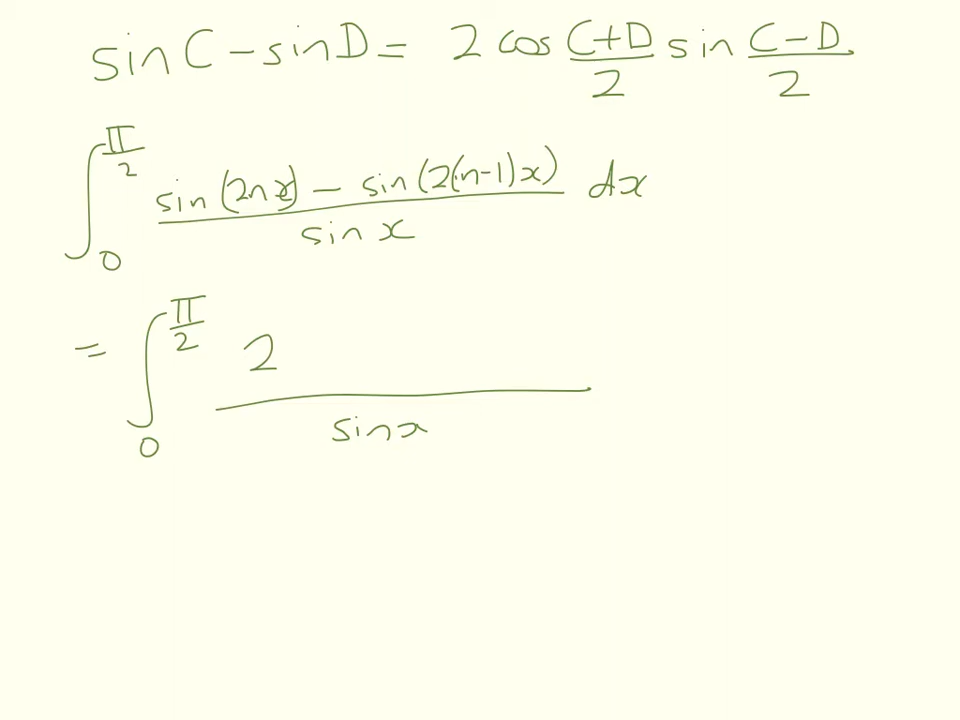 sin C - sin D = 2 cos (C+D)/2 sin (C-D)/2
∫₀^(π/2) (sin(2nx) - sin(2(n-1)x))/(sin x) dx
= ∫₀^(π/2) 2/(sin x)